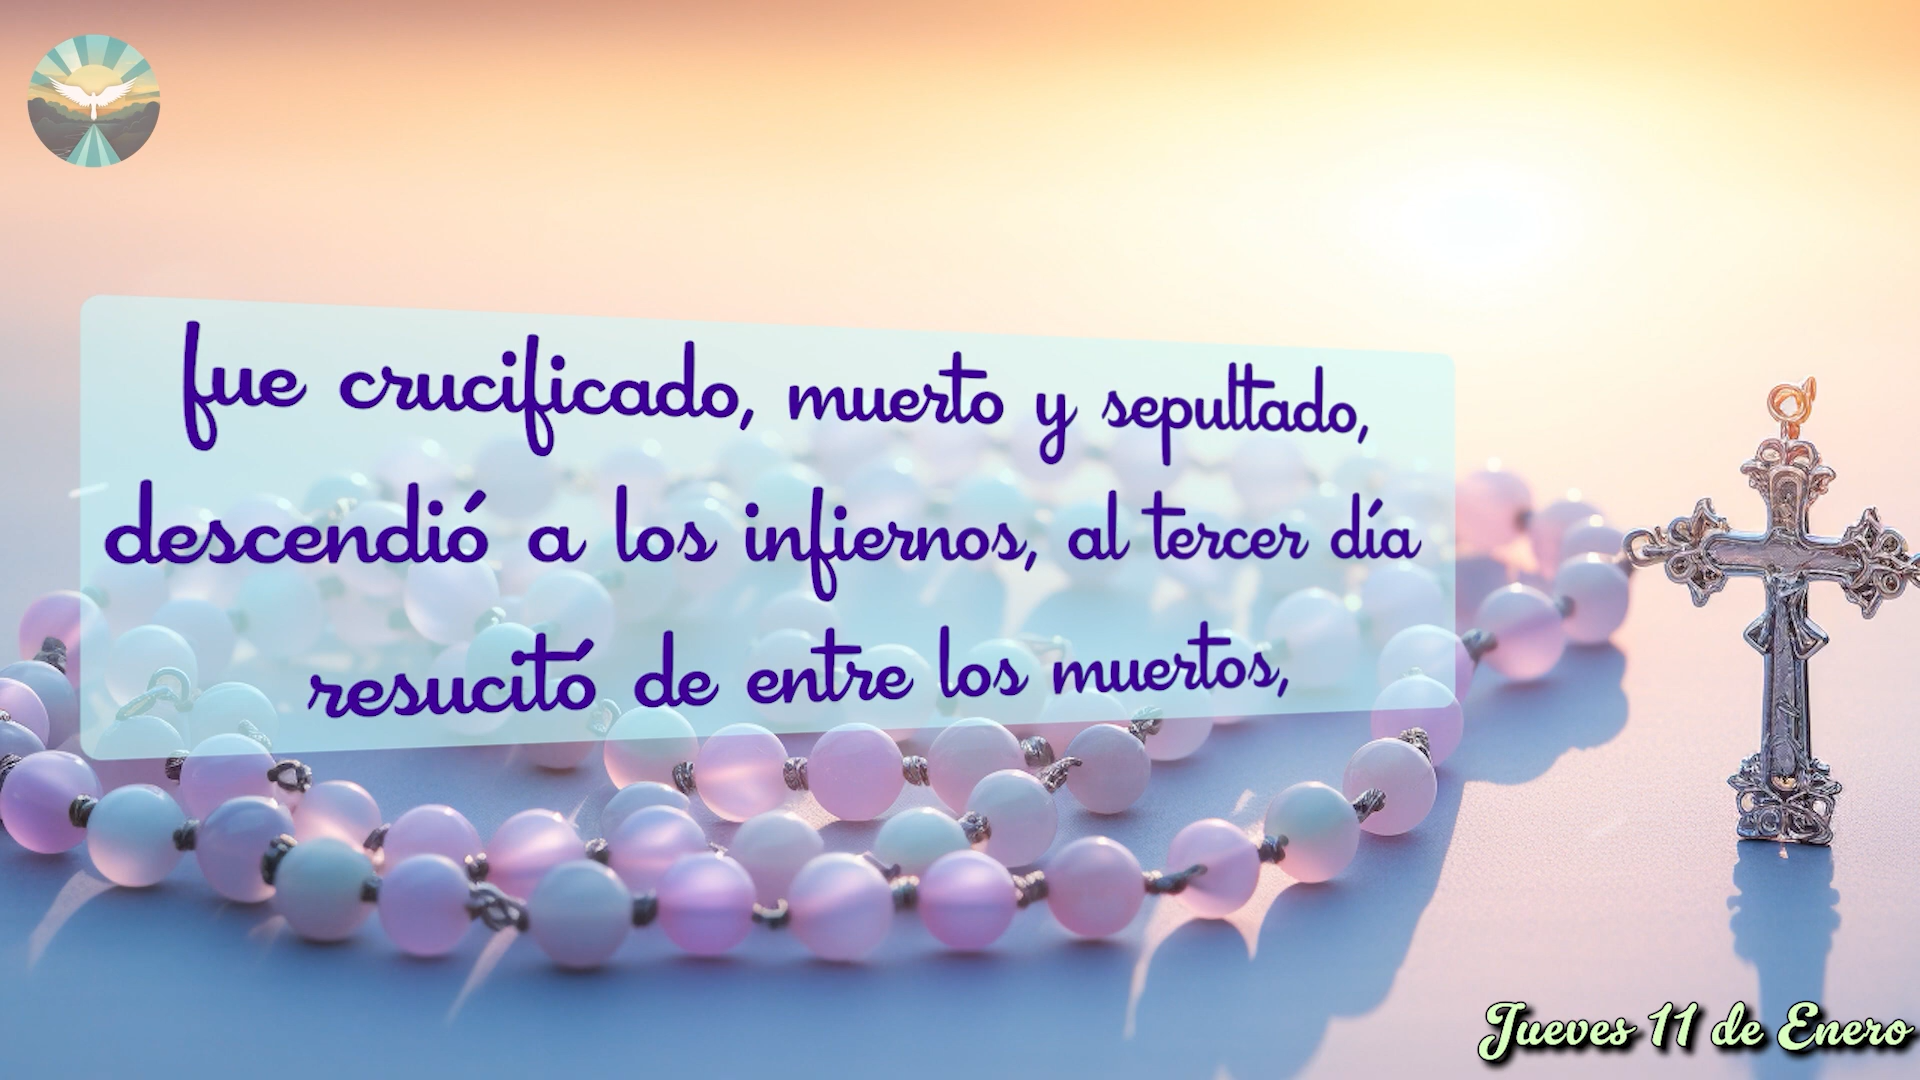 fue crucificado, muerto y sepultado,
descendió a los infiernos, al tercer día
resucitó de entre los muertos,
Jueves 11 de Enero